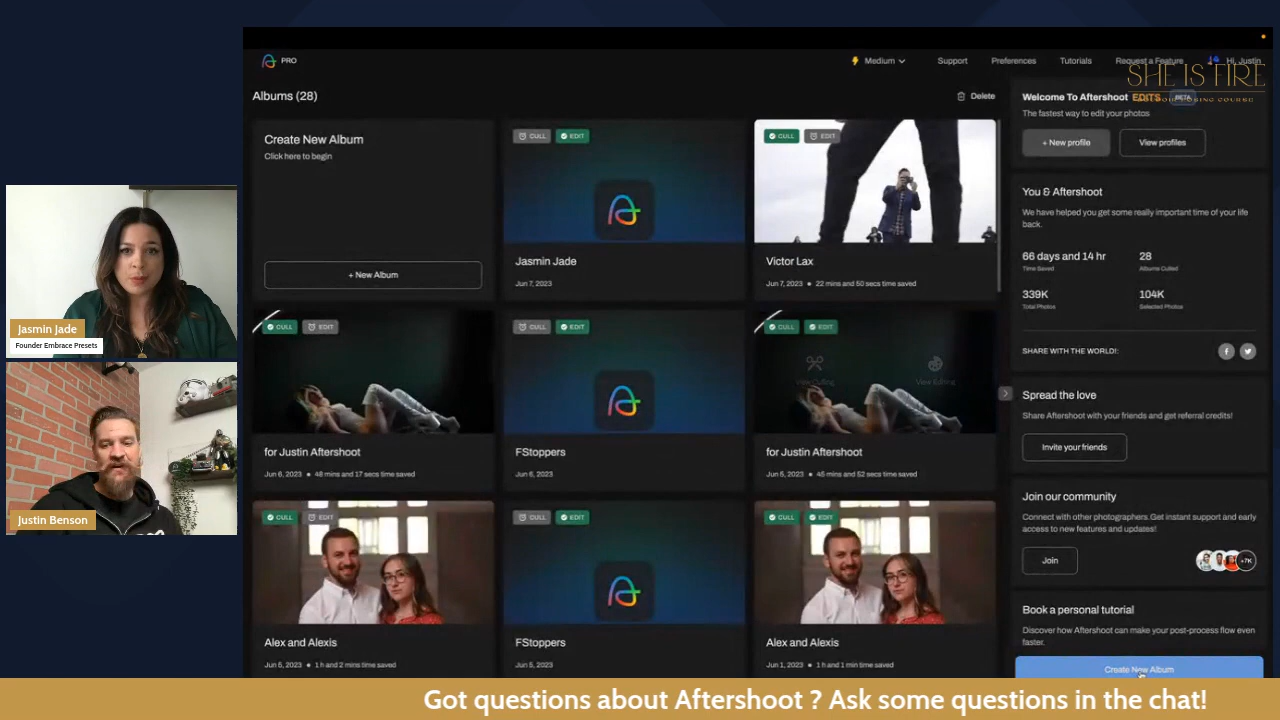 PRO
Medium
Support
Preferences
Tutorials
Request a Feature
Hi, Justin
SHE IS FIRE
Albums (28)
Delete
Create New Album
Click here to begin
+ New Album
CULL
EDIT
Jasmin Jade
Jun 7, 2023
CULL
EDIT
Victor Lax
Jun 7, 2023 • 22 mins and 50 secs time saved
CULL
EDIT
for Justin Aftershoot
Jun 6, 2023 • 48 mins and 17 secs time saved
CULL
EDIT
FStoppers
Jun 6, 2023
CULL
EDIT
View Culling
View Editing
for Justin Aftershoot
Jun 5, 2023 • 45 mins and 52 secs time saved
CULL
EDIT
Alex and Alexis
Jun 5, 2023 • 1 h and 2 mins time saved
CULL
EDIT
FStoppers
Jun 5, 2023
CULL
EDIT
Alex and Alexis
Jun 1, 2023 • 1 h and 1 min time saved
Welcome To Aftershoot EDITS BETA
The fastest way to edit your photos
+ New profile
View profiles
You & Aftershoot
We have helped you get some really important time of your life
back.
66 days and 14 hr
Time Saved
28
Albums Culled
339K
Total Photos
104K
Selected Photos
SHARE WITH THE WORLD!:
Spread the love
Share Aftershoot with your friends and get referral credits!
Invite your friends
Join our community
Connect with other photographers.Get instant support and early
access to new features and updates!
Join
+7K
Book a personal tutorial
Discover how Aftershoot can make your post-process flow even
faster.
Create New Album
Jasmin Jade
Founder Embrace Presets
Justin Benson
Got questions about Aftershoot ? Ask some questions in the chat!